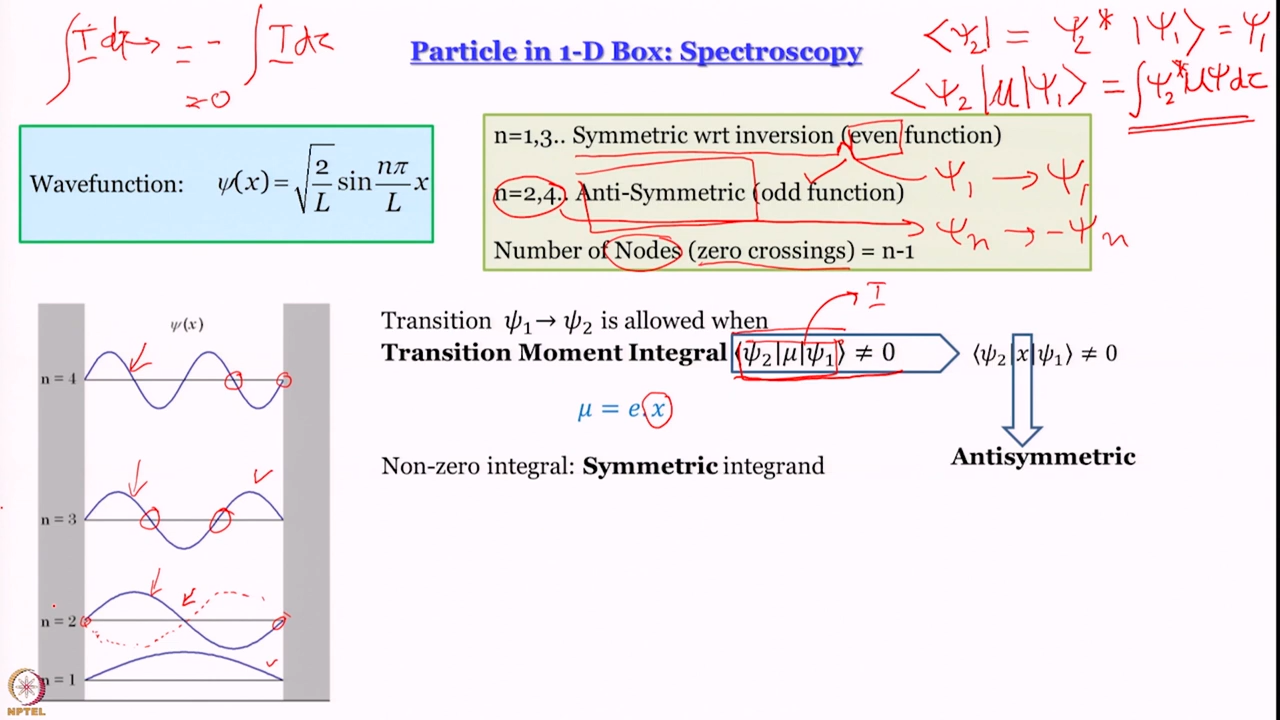 ∫ I dτ → = - ∫ I dτ
= 0
Particle in 1-D Box: Spectroscopy
⟨ψ₂| = ψ₂* |ψ₁⟩ = ψ₁
⟨ψ₂|μ|ψ₁⟩ = ∫ψ₂*μψdτ
Wavefunction: ψ(x) = √(2/L) sin (nπ/L) x
n=1,3.. Symmetric wrt inversion (even function)
ψ₁ → ψ₁
n=2,4.. Anti-Symmetric (odd function)
ψn → -ψn
Number of Nodes (zero crossings) = n-1
ψ(x)
n = 4
n = 3
n = 2
n = 1
I
Transition ψ₁→ ψ₂ is allowed when
Transition Moment Integral ⟨ψ₂|μ|ψ₁⟩ ≠ 0 ⟨ψ₂|x|ψ₁⟩ ≠ 0
μ = e.x
Antisymmetric
Non-zero integral: Symmetric integrand
NPTEL